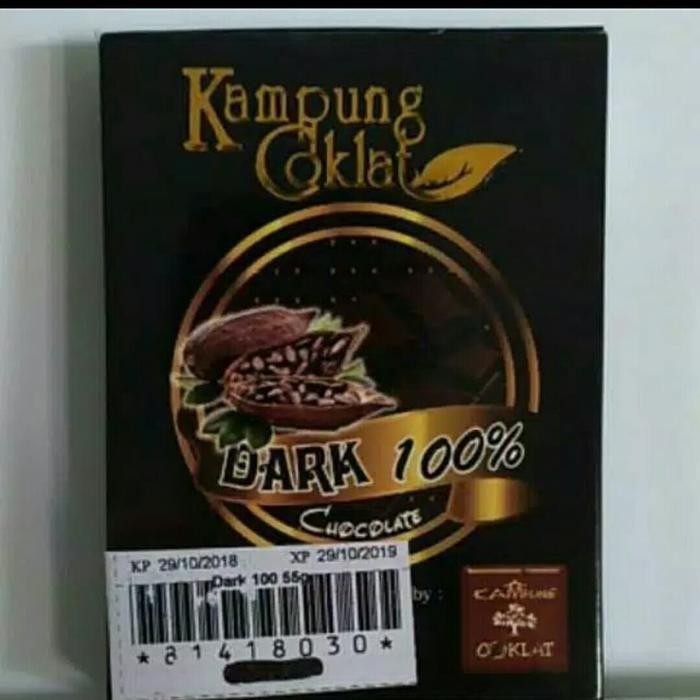 Kampung
Coklat
DARK 100%
CHOCOLATE
KP 29/10/2018 XP 29/10/2019
Dark 100 55g
by :
*81418030*
KAMPUNG
COKLAT